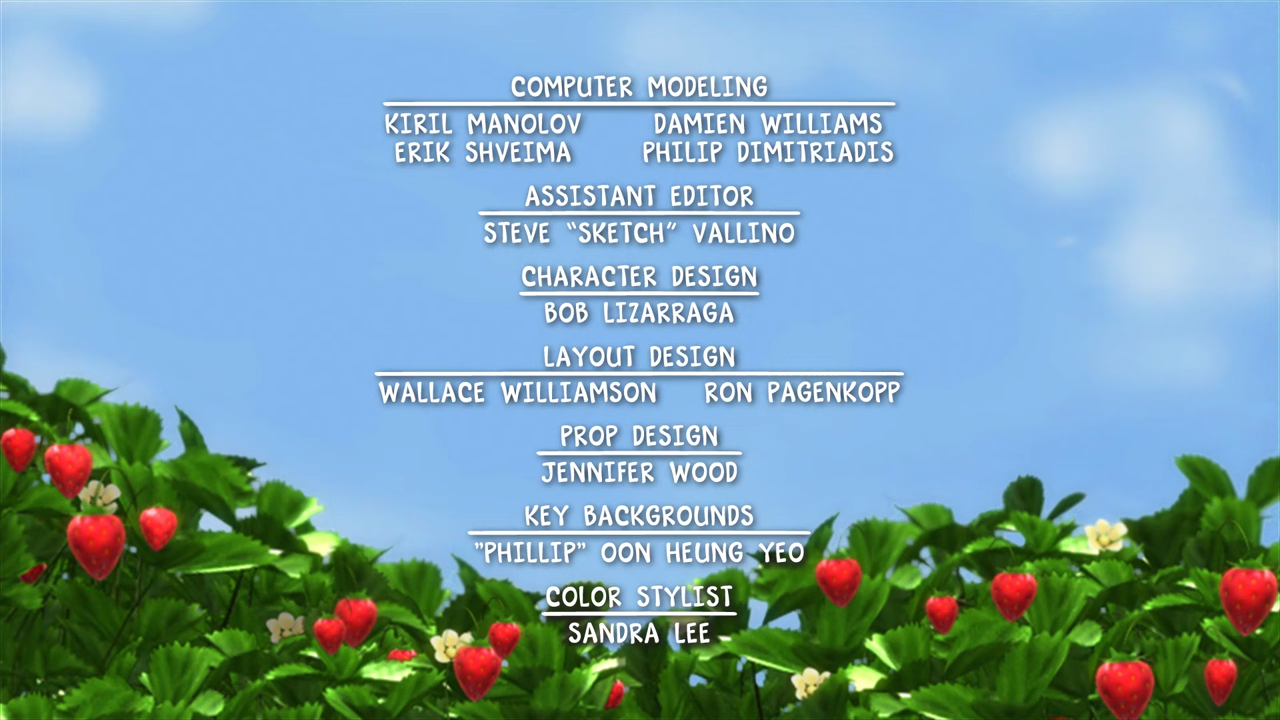 COMPUTER MODELING
KIRIL MANOLOV DAMIEN WILLIAMS
ERIK SHVEIMA PHILIP DIMITRIADIS
ASSISTANT EDITOR
STEVE “SKETCH” VALLINO
CHARACTER DESIGN
BOB LIZARRAGA
LAYOUT DESIGN
WALLACE WILLIAMSON RON PAGENKOPP
PROP DESIGN
JENNIFER WOOD
KEY BACKGROUNDS
”PHILLIP” OON HEUNG YEO
COLOR STYLIST
SANDRA LEE